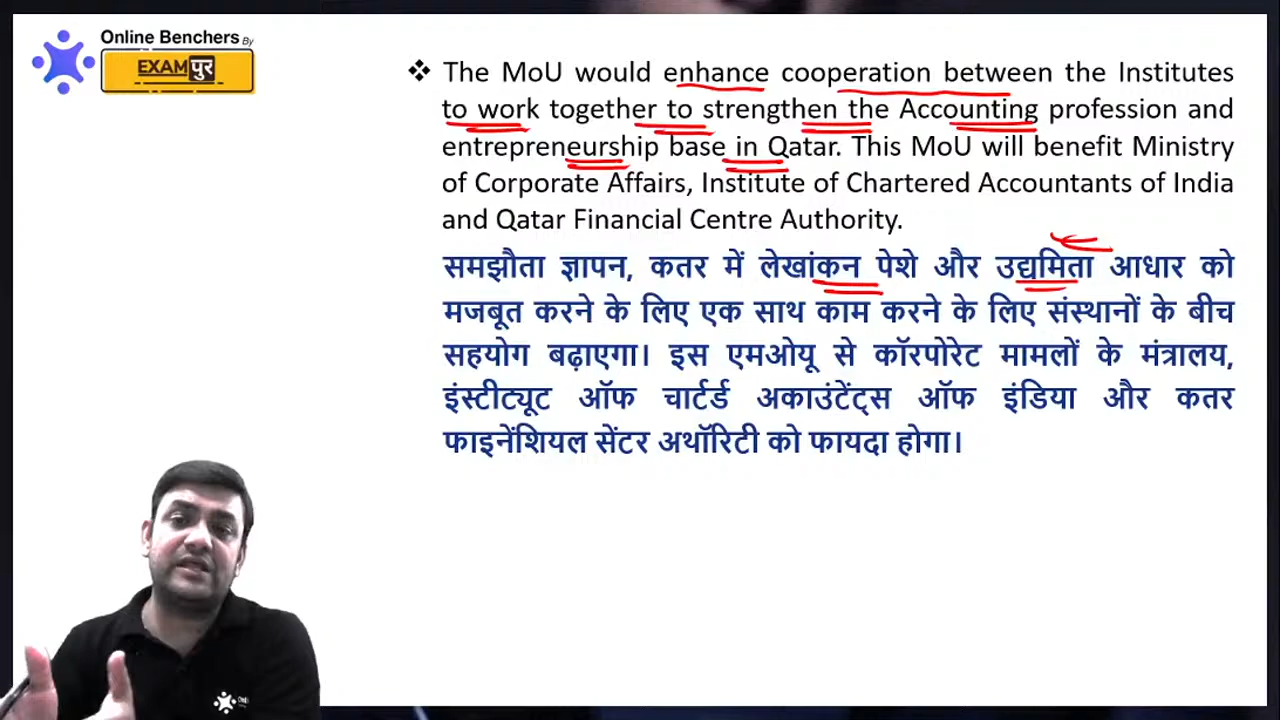 Online Benchers By
EXAMपुर
❖ The MoU would enhance cooperation between the Institutes
to work together to strengthen the Accounting profession and
entrepreneurship base in Qatar. This MoU will benefit Ministry
of Corporate Affairs, Institute of Chartered Accountants of India
and Qatar Financial Centre Authority.
समझौता ज्ञापन, कतर में लेखांकन पेशे और उद्यमिता आधार को
मजबूत करने के लिए एक साथ काम करने के लिए संस्थानों के बीच
सहयोग बढ़ाएगा। इस एमओयू से कॉरपोरेट मामलों के मंत्रालय,
इंस्टीट्यूट ऑफ चार्टर्ड अकाउंटेंट्स ऑफ इंडिया और कतर
फाइनेंशियल सेंटर अथॉरिटी को फायदा होगा।